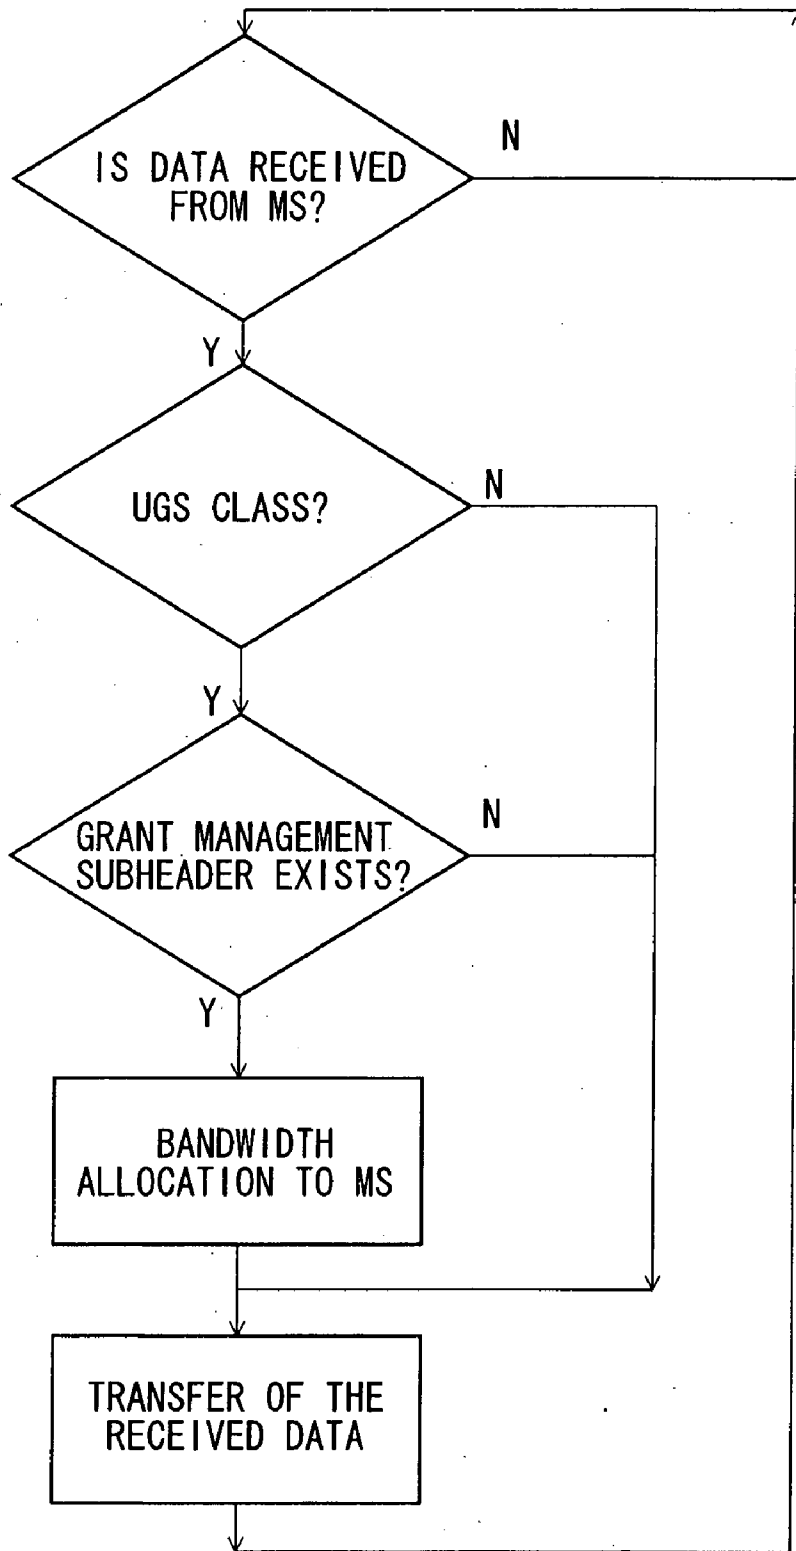 IS DATA RECEIVED
FROM MS?
N
Y
UGS CLASS?
N
Y
GRANT MANAGEMENT
SUBHEADER EXISTS?
N
Y
BANDWIDTH
ALLOCATION TO MS
TRANSFER OF THE
RECEIVED DATA